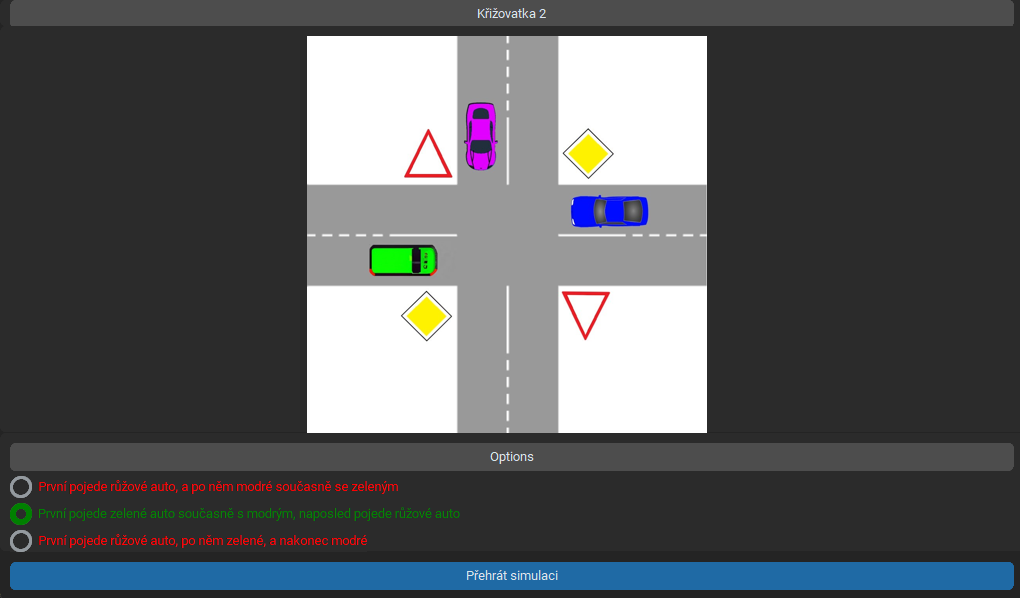 Křižovatka 2
Options
První pojede růžové auto, a po něm modré současně se zeleným
První pojede zelené auto současně s modrým, naposled pojede růžové auto
První pojede růžové auto, po něm zelené, a nakonec modré
Přehrát simulaci